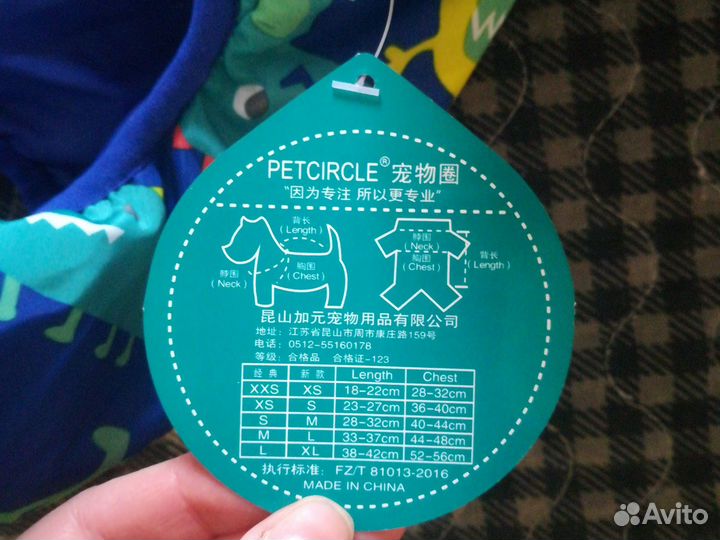 PETCIRCLE® 宠物圈
“因为专注 所以更专业”
背长
( Length )
胸围
( Chest )
脖围
( Neck )
脖围
( Neck )
胸围
( Chest )
背长
( Length )
昆山加元宠物用品有限公司
地址：江苏省昆山市周市康庄路159号
电话：0512-55160178
等级：合格品 合格证-123
经典 新款 Length Chest
XXS XS 18-22cm 28-32cm
XS S 23-27cm 36-40cm
S M 28-32cm 40-44cm
M L 33-37cm 44-48cm
L XL 38-42cm 52-56cm
执行标准：FZ/T 81013-2016
MADE IN CHINA
Avito